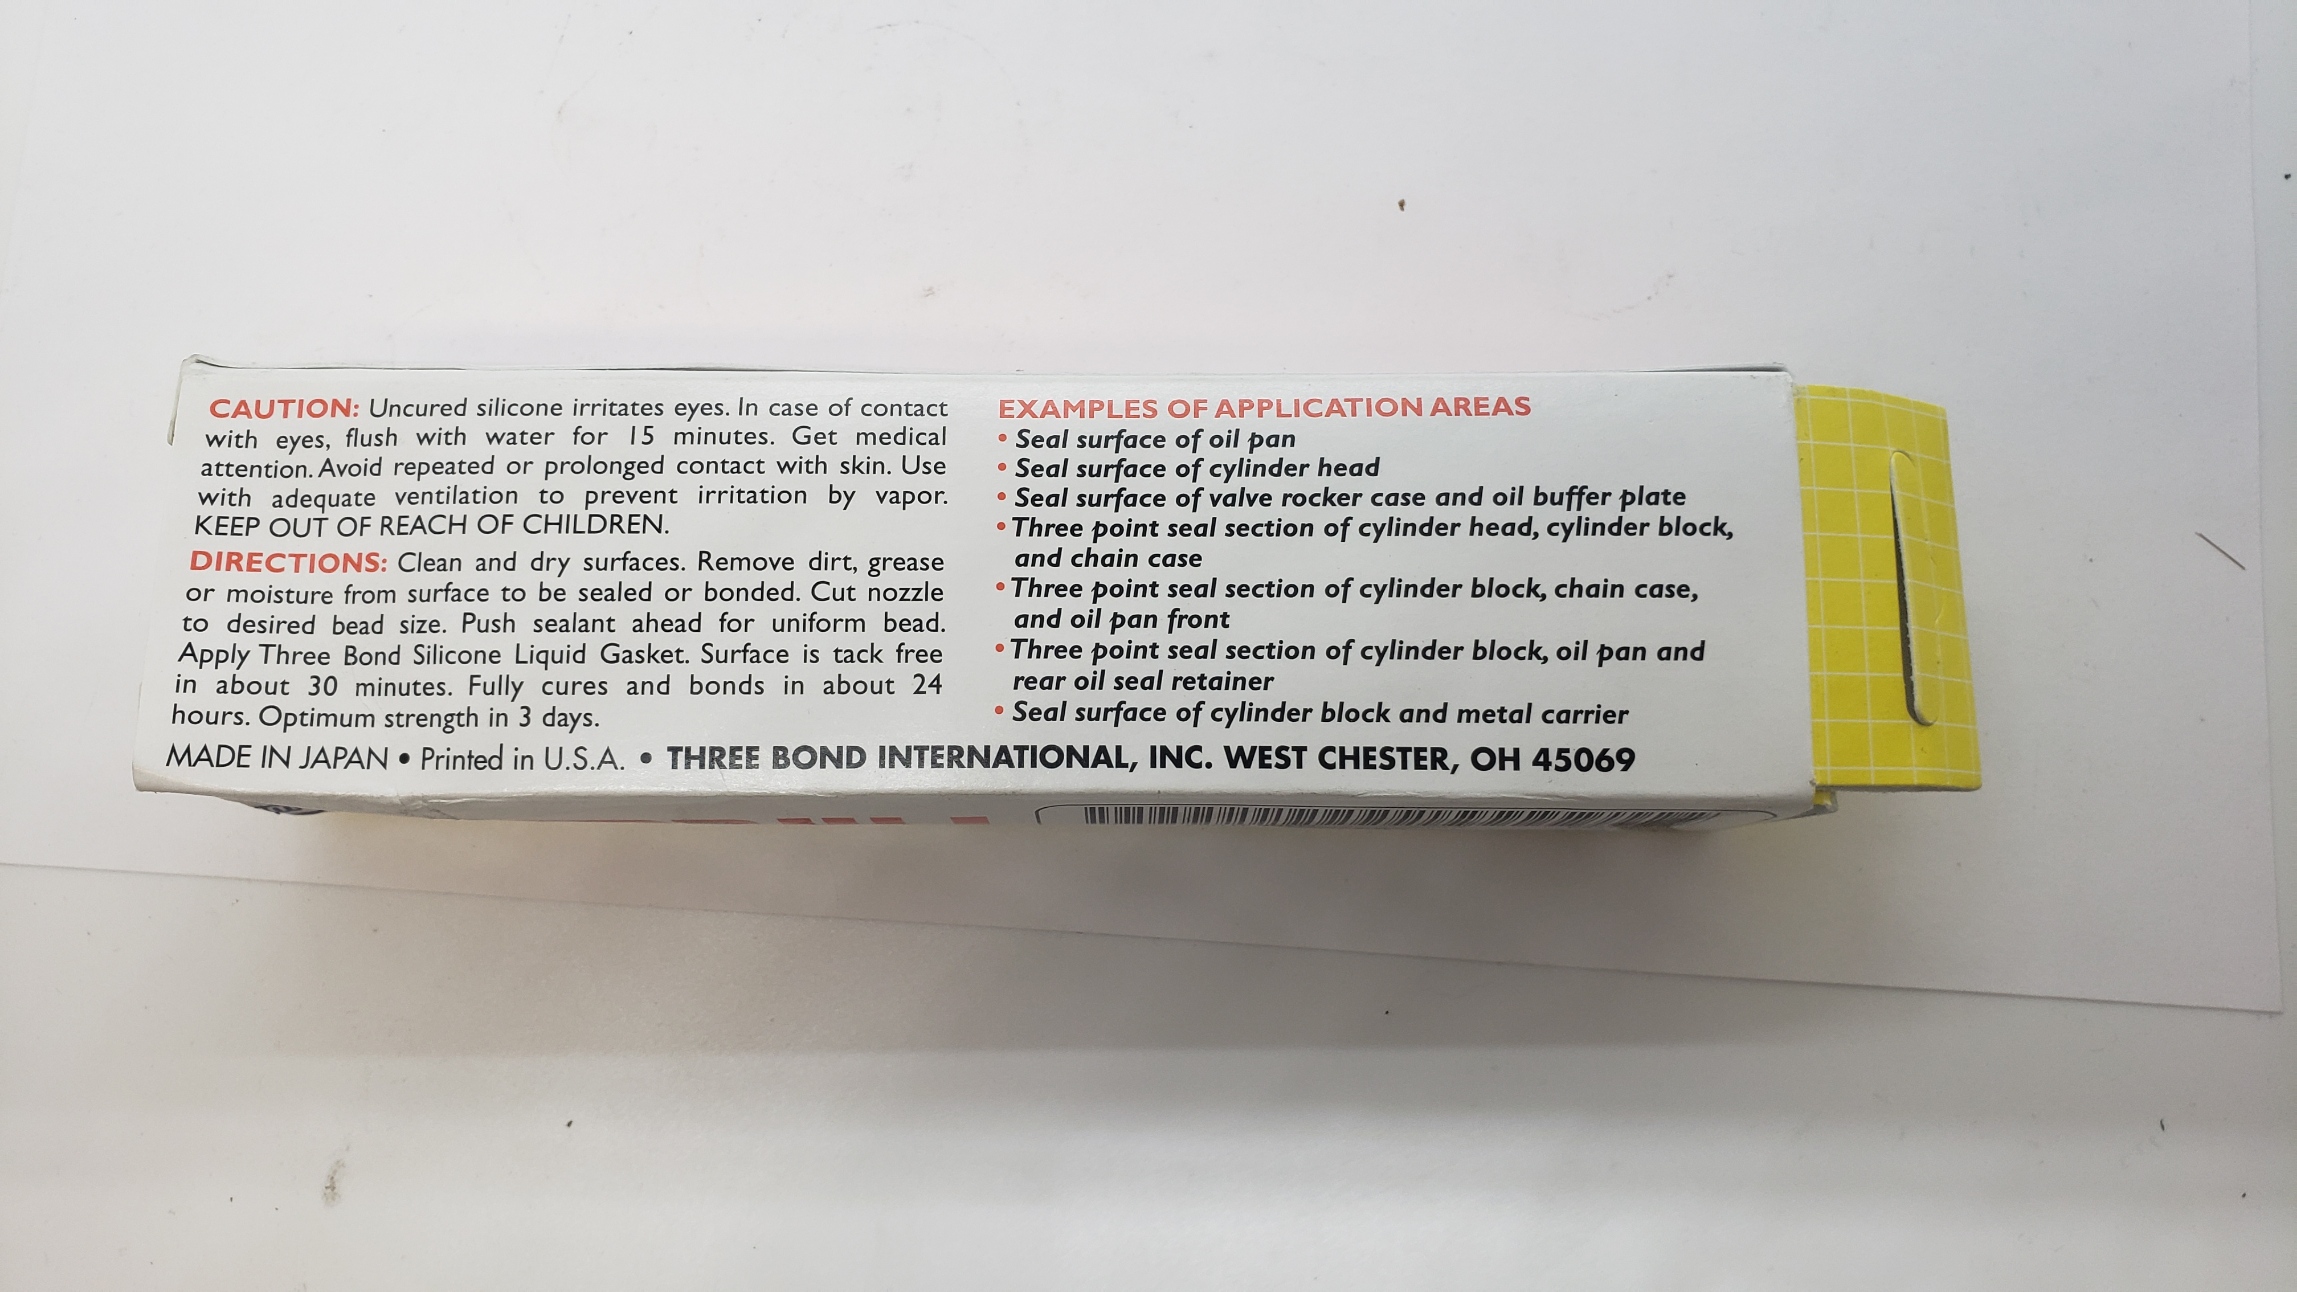 CAUTION: Uncured silicone irritates eyes. In case of contact
with eyes, flush with water for 15 minutes. Get medical
attention. Avoid repeated or prolonged contact with skin. Use
with adequate ventilation to prevent irritation by vapor.
KEEP OUT OF REACH OF CHILDREN.
DIRECTIONS: Clean and dry surfaces. Remove dirt, grease
or moisture from surface to be sealed or bonded. Cut nozzle
to desired bead size. Push sealant ahead for uniform bead.
Apply Three Bond Silicone Liquid Gasket. Surface is tack free
in about 30 minutes. Fully cures and bonds in about 24
hours. Optimum strength in 3 days.
EXAMPLES OF APPLICATION AREAS
• Seal surface of oil pan
• Seal surface of cylinder head
• Seal surface of valve rocker case and oil buffer plate
• Three point seal section of cylinder head, cylinder block,
and chain case
• Three point seal section of cylinder block, chain case,
and oil pan front
• Three point seal section of cylinder block, oil pan and
rear oil seal retainer
• Seal surface of cylinder block and metal carrier
MADE IN JAPAN • Printed in U.S.A. • THREE BOND INTERNATIONAL, INC. WEST CHESTER, OH 45069